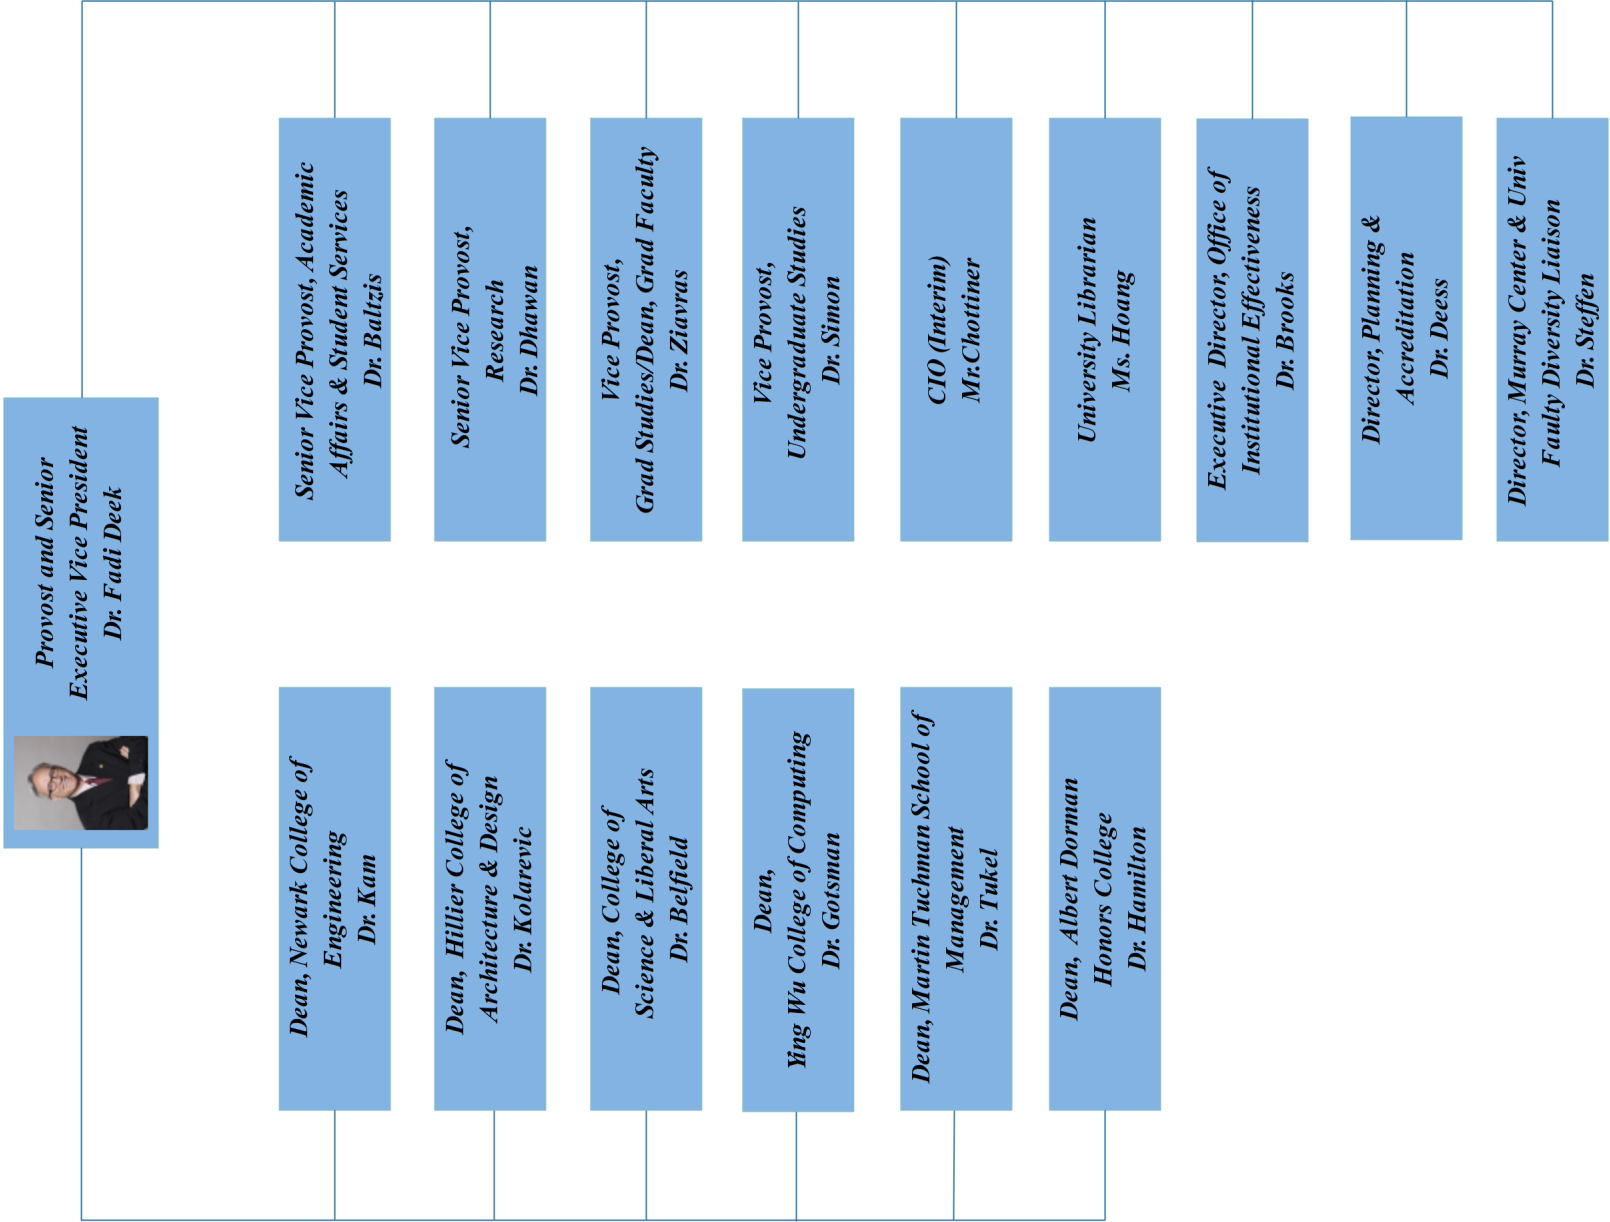 Provost and Senior
Executive Vice President
Dr. Fadi Deek
Dean, Newark College of
Engineering
Dr. Kam
Dean, Hillier College of
Architecture & Design
Dr. Kolarevic
Dean, College of
Science & Liberal Arts
Dr. Belfield
Dean,
Ying Wu College of Computing
Dr. Gotsman
Dean, Martin Tuchman School of
Management
Dr. Tukel
Dean, Albert Dorman
Honors College
Dr. Hamilton
Senior Vice Provost, Academic
Affairs & Student Services
Dr. Baltzis
Senior Vice Provost,
Research
Dr. Dhawan
Vice Provost,
Grad Studies/Dean, Grad Faculty
Dr. Ziavras
Vice Provost,
Undergraduate Studies
Dr. Simon
CIO (Interim)
Mr.Chottiner
University Librarian
Ms. Hoang
Executive Director, Office of
Institutional Effectiveness
Dr. Brooks
Director, Planning &
Accreditation
Dr. Deess
Director, Murray Center & Univ
Faulty Diversity Liaison
Dr. Steffen